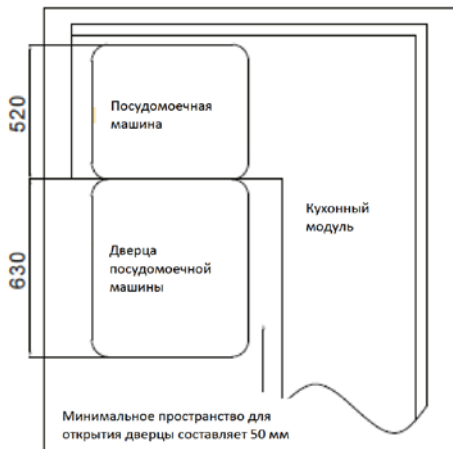 520
Посудомоечная
машина
Кухонный
модуль
630
Дверца
посудомоечной
машины
Минимальное пространство для
открытия дверцы составляет 50 мм